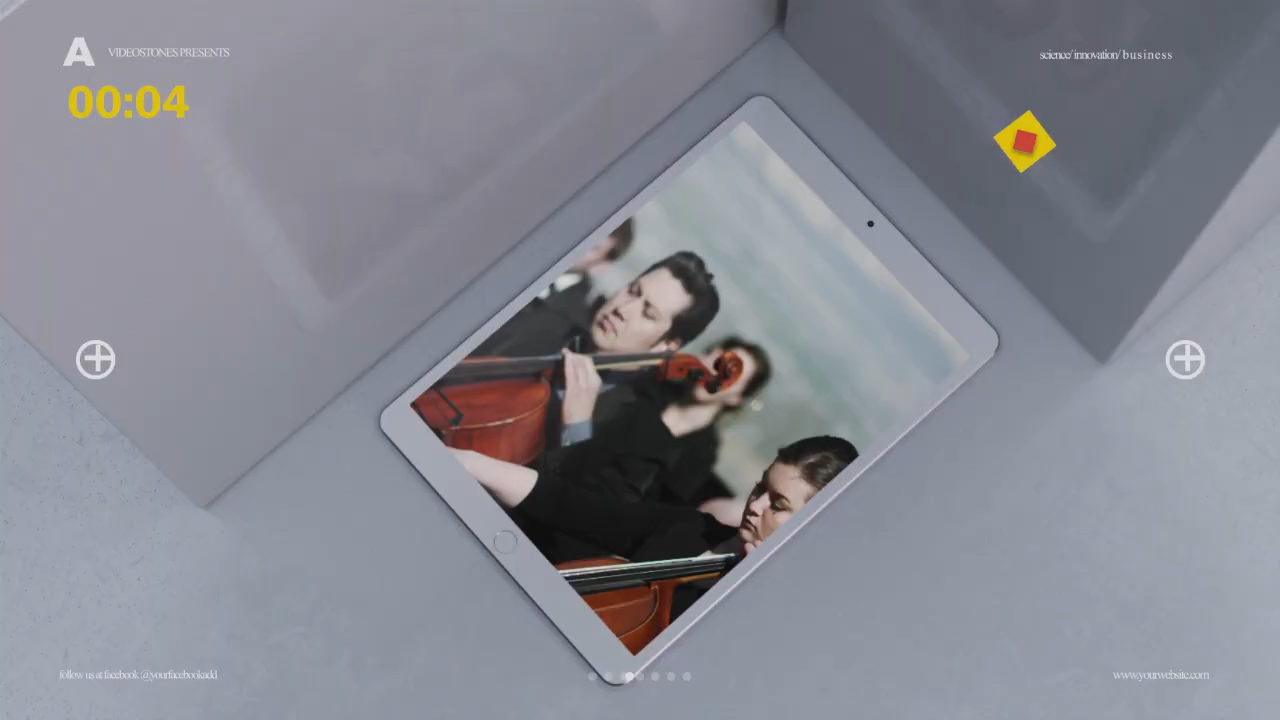 A VIDEOSTONES PRESENTS
science/ innovation/ business
00:04
follow us at facebook @yourfacebookadd
www.yourwebsite.com